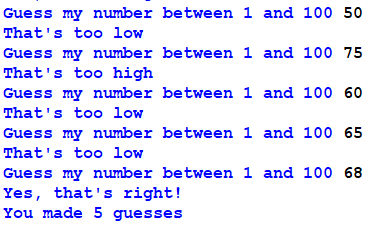 Guess my number between 1 and 100 50
That's too low
Guess my number between 1 and 100 75
That's too high
Guess my number between 1 and 100 60
That's too low
Guess my number between 1 and 100 65
That's too low
Guess my number between 1 and 100 68
Yes, that's right!
You made 5 guesses